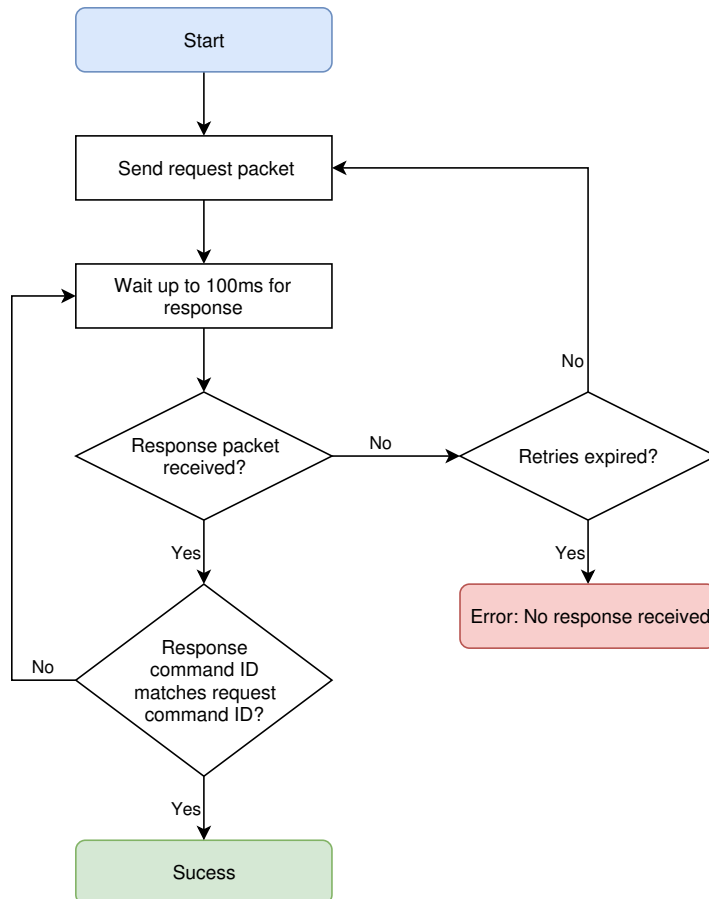 Start
Send request packet
Wait up to 100ms for
response
No
Response packet
received?
No
Retries expired?
Yes
Yes
Error: No response received
No
Response
command ID
matches request
command ID?
Yes
Sucess